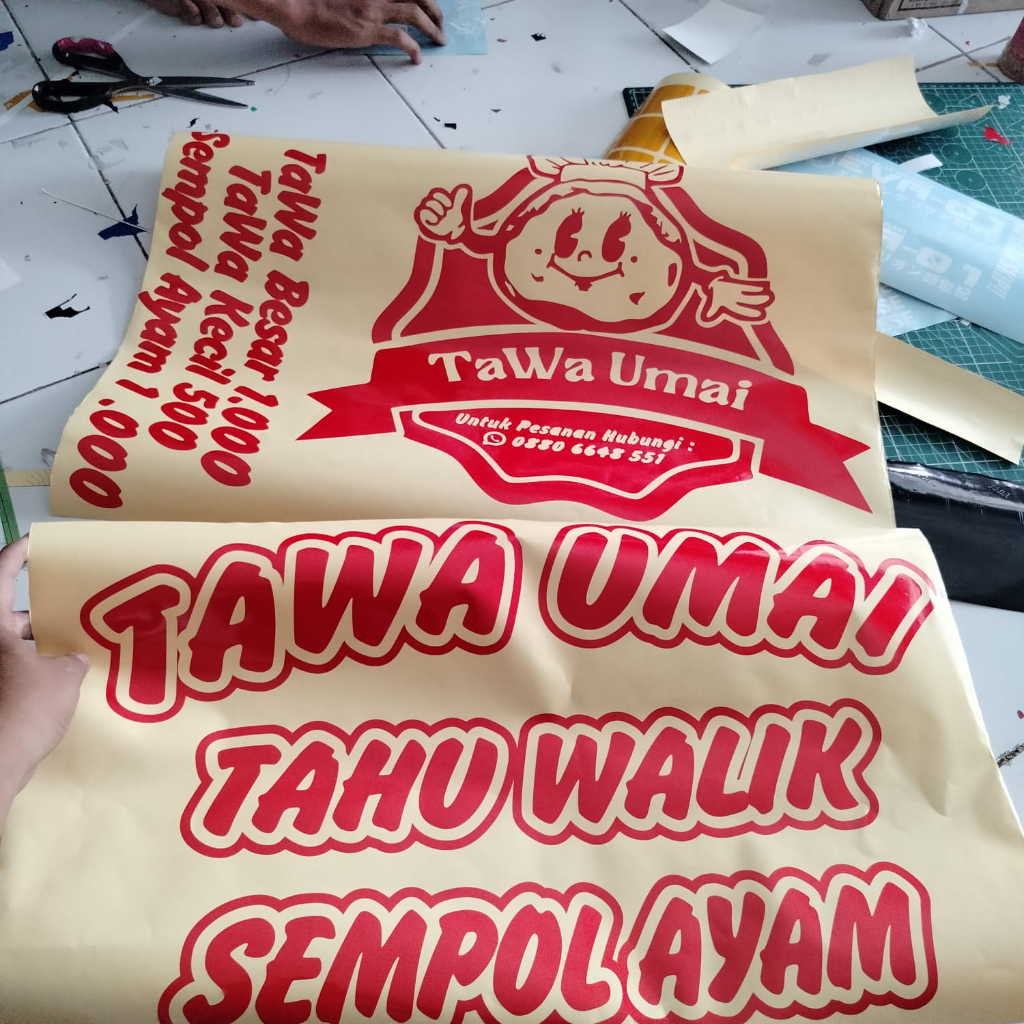 TaWa Besar 1.000
TaWa Kecil 500
Sempol Ayam 1.000
TaWa Umai
Untuk Pesanan Hubungi :
0880 6648 551
TAWA UMAI
TAHU WALIK
SEMPOL AYAM